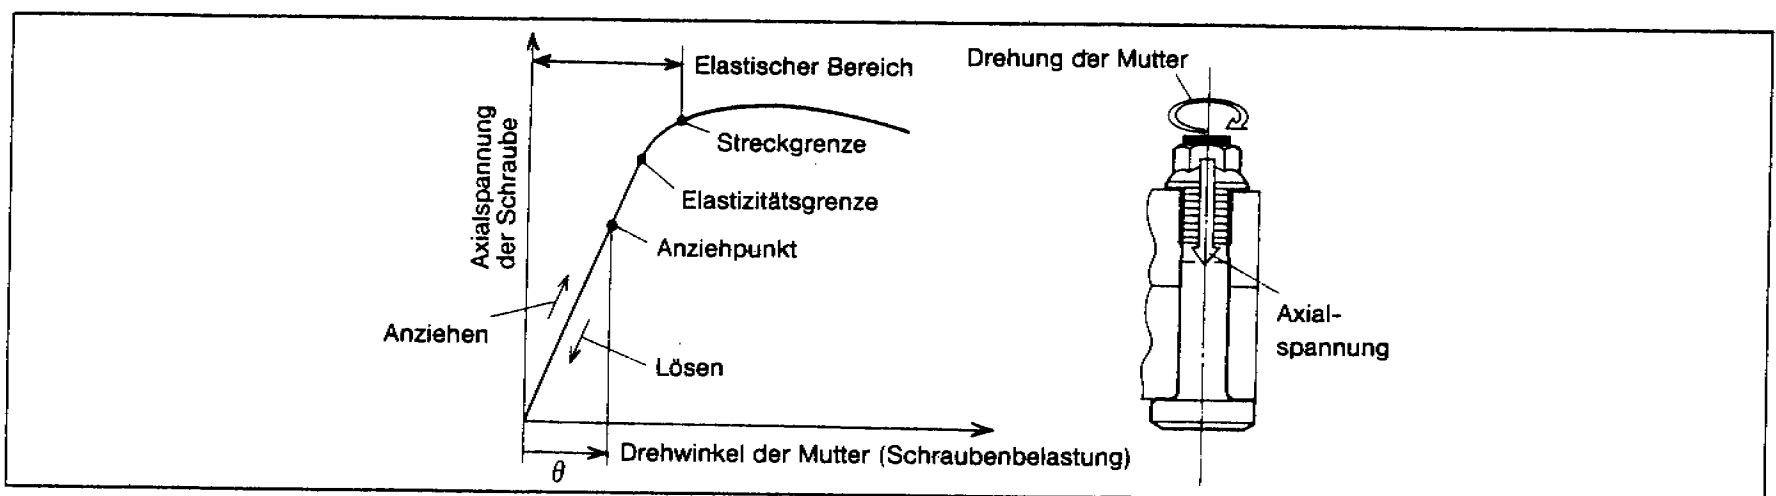 Elastischer Bereich
Drehung der Mutter
Streckgrenze
Elastizitätsgrenze
Axialspannung
der Schraube
Anziehpunkt
Anziehen
Lösen
Axial-
spannung
Drehwinkel der Mutter (Schraubenbelastung)
θ